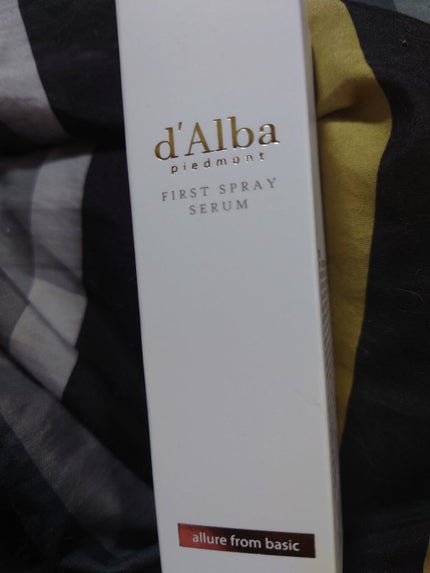 d'Alba
piedmont
FIRST SPRAY
SERUM
allure from basic